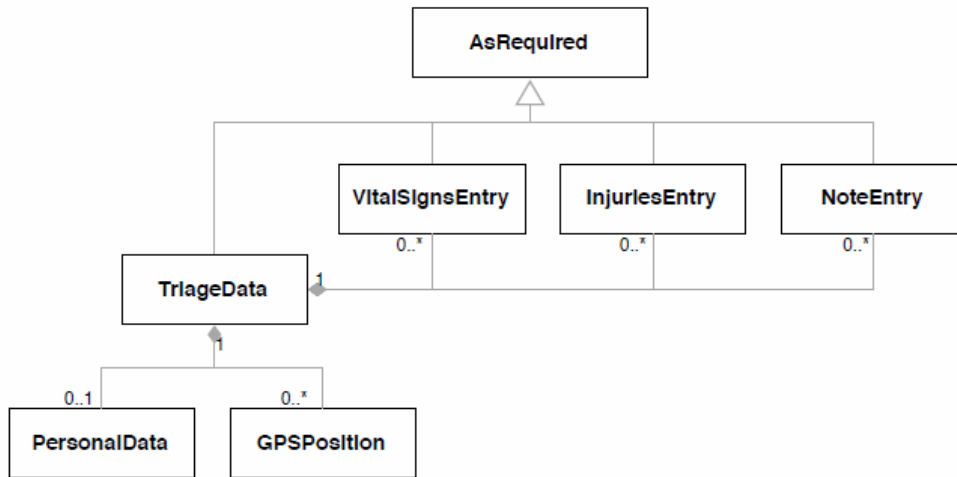 AsRequired
VitalSignsEntry
InjuriesEntry
NoteEntry
0..*
0..*
0..*
TriageData
1
1
0..1
0..*
PersonalData
GPSPosition